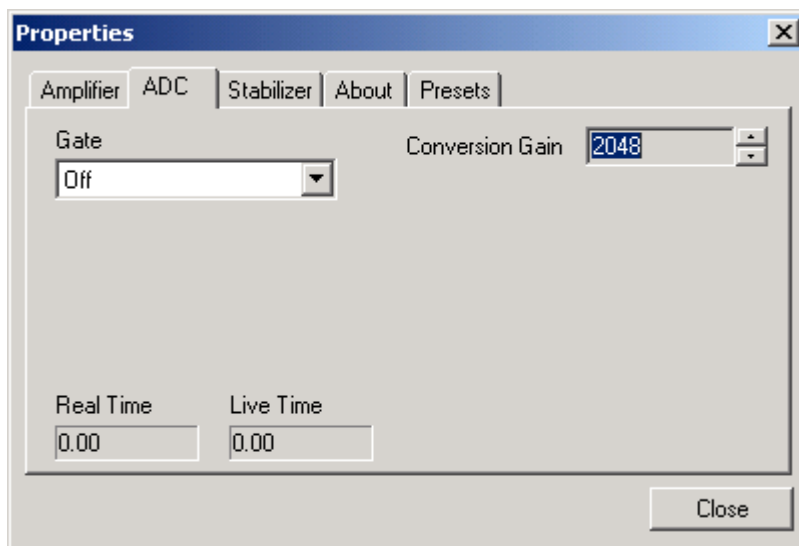 Properties
Amplifier ADC Stabilizer About Presets
Gate Conversion Gain 2048
Off
Real Time Live Time
0.00 0.00
Close